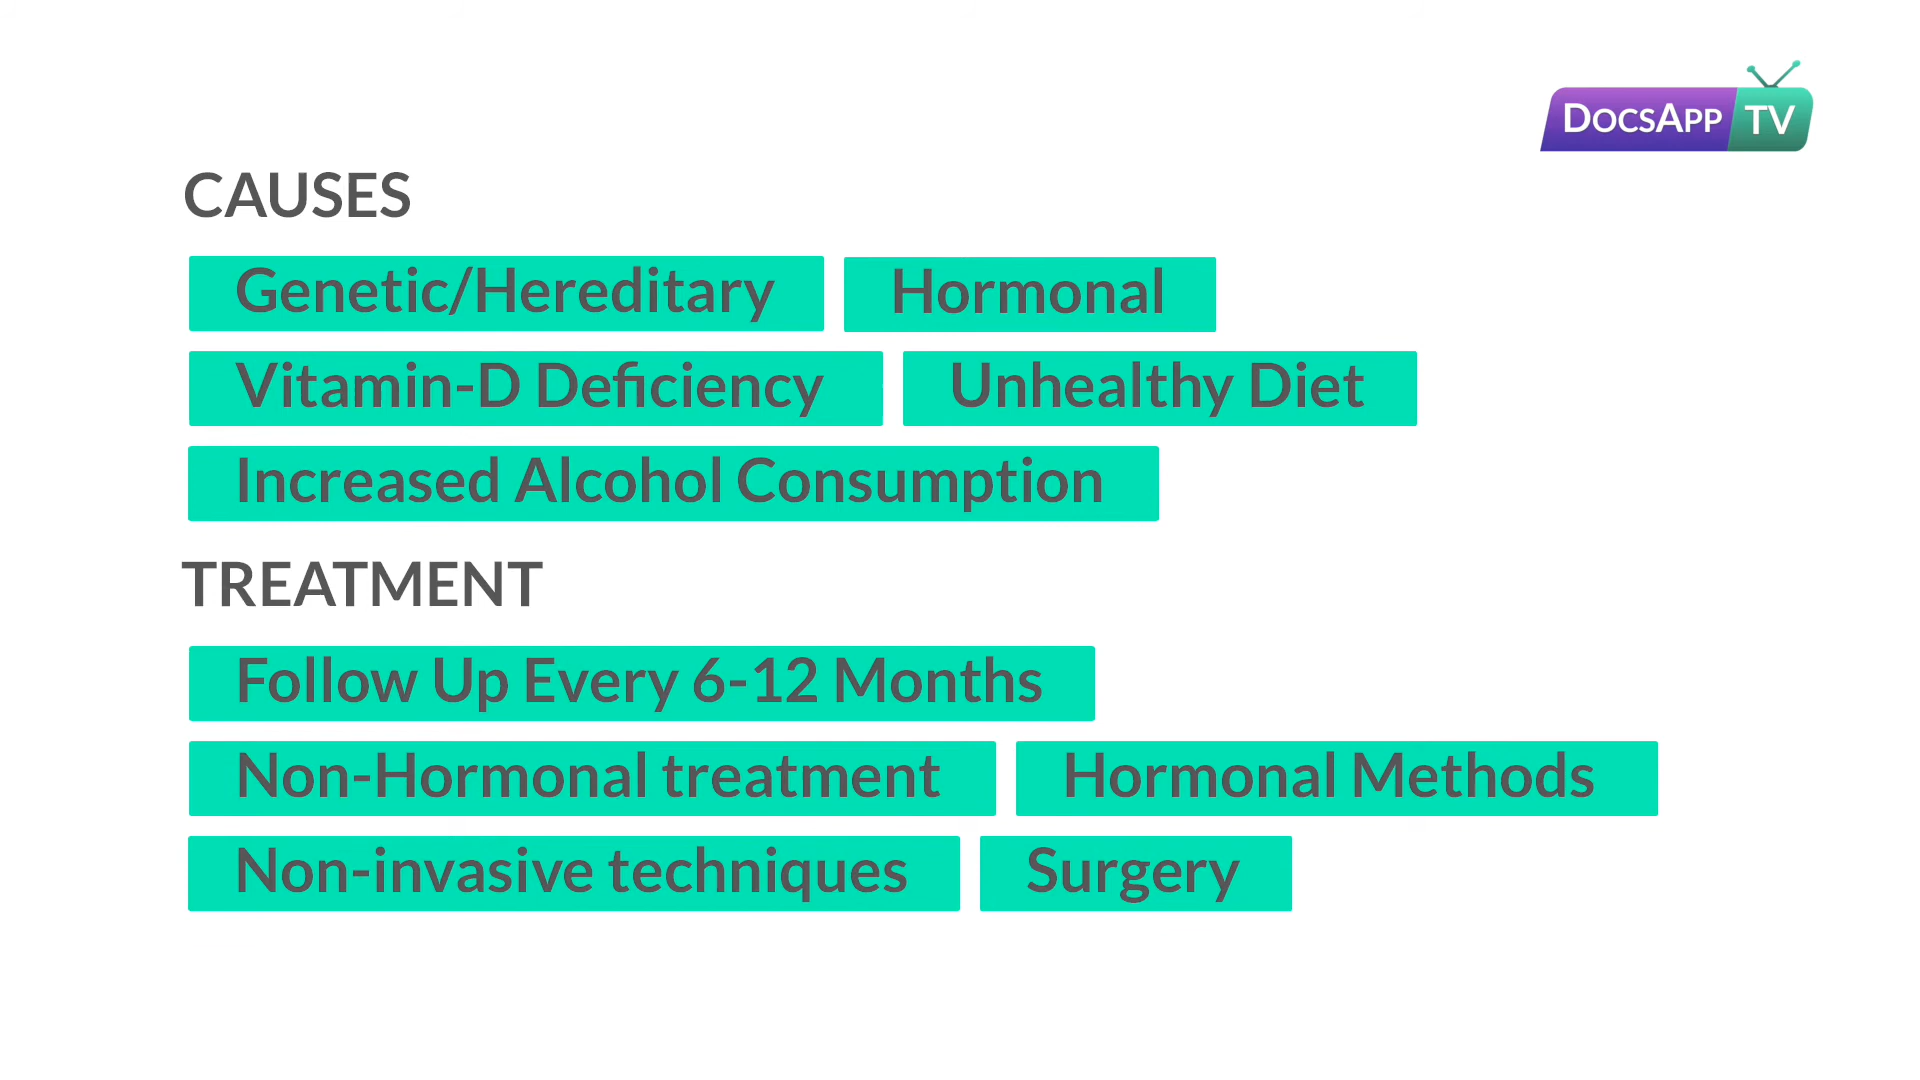 DOCSAPP TV
CAUSES
Genetic/Hereditary Hormonal
Vitamin-D Deficiency Unhealthy Diet
Increased Alcohol Consumption
TREATMENT
Follow Up Every 6-12 Months
Non-Hormonal treatment Hormonal Methods
Non-invasive techniques Surgery